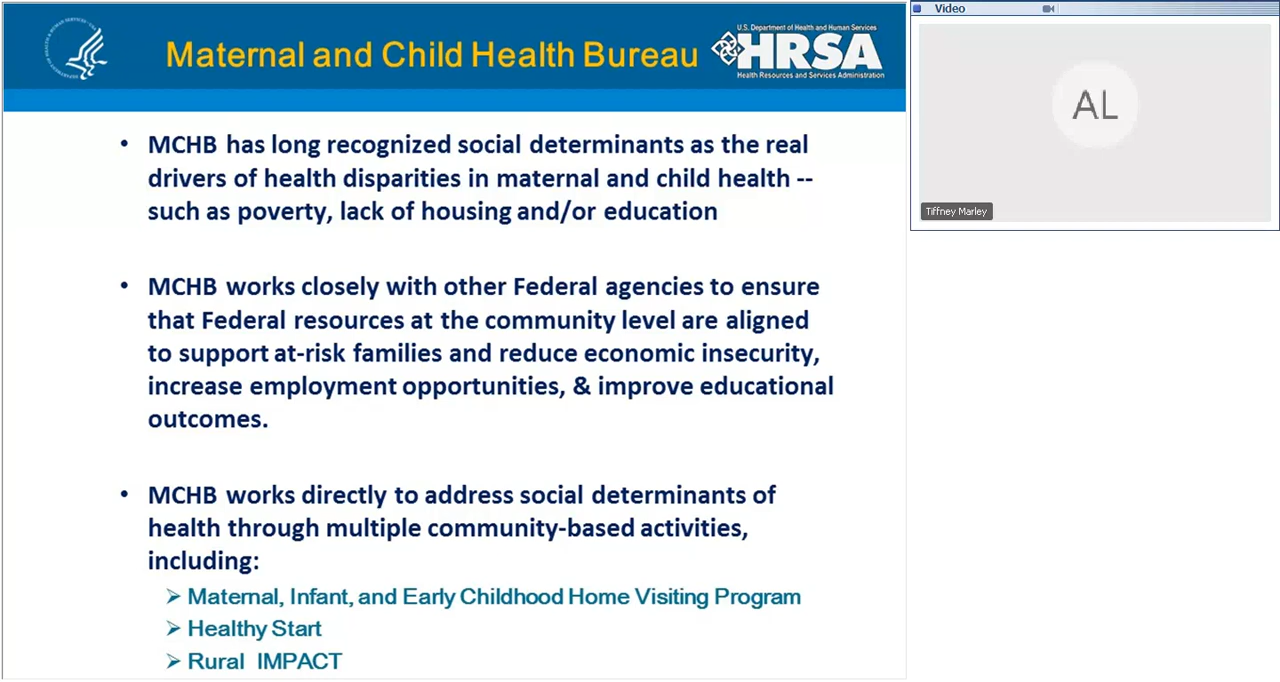 Maternal and Child Health Bureau
U.S. Department of Health and Human Services
HRSA
Health Resources and Services Administration
• MCHB has long recognized social determinants as the real
drivers of health disparities in maternal and child health --
such as poverty, lack of housing and/or education
• MCHB works closely with other Federal agencies to ensure
that Federal resources at the community level are aligned
to support at-risk families and reduce economic insecurity,
increase employment opportunities, & improve educational
outcomes.
• MCHB works directly to address social determinants of
health through multiple community-based activities,
including:
➢ Maternal, Infant, and Early Childhood Home Visiting Program
➢ Healthy Start
➢ Rural IMPACT
Video
AL
Tiffney Marley